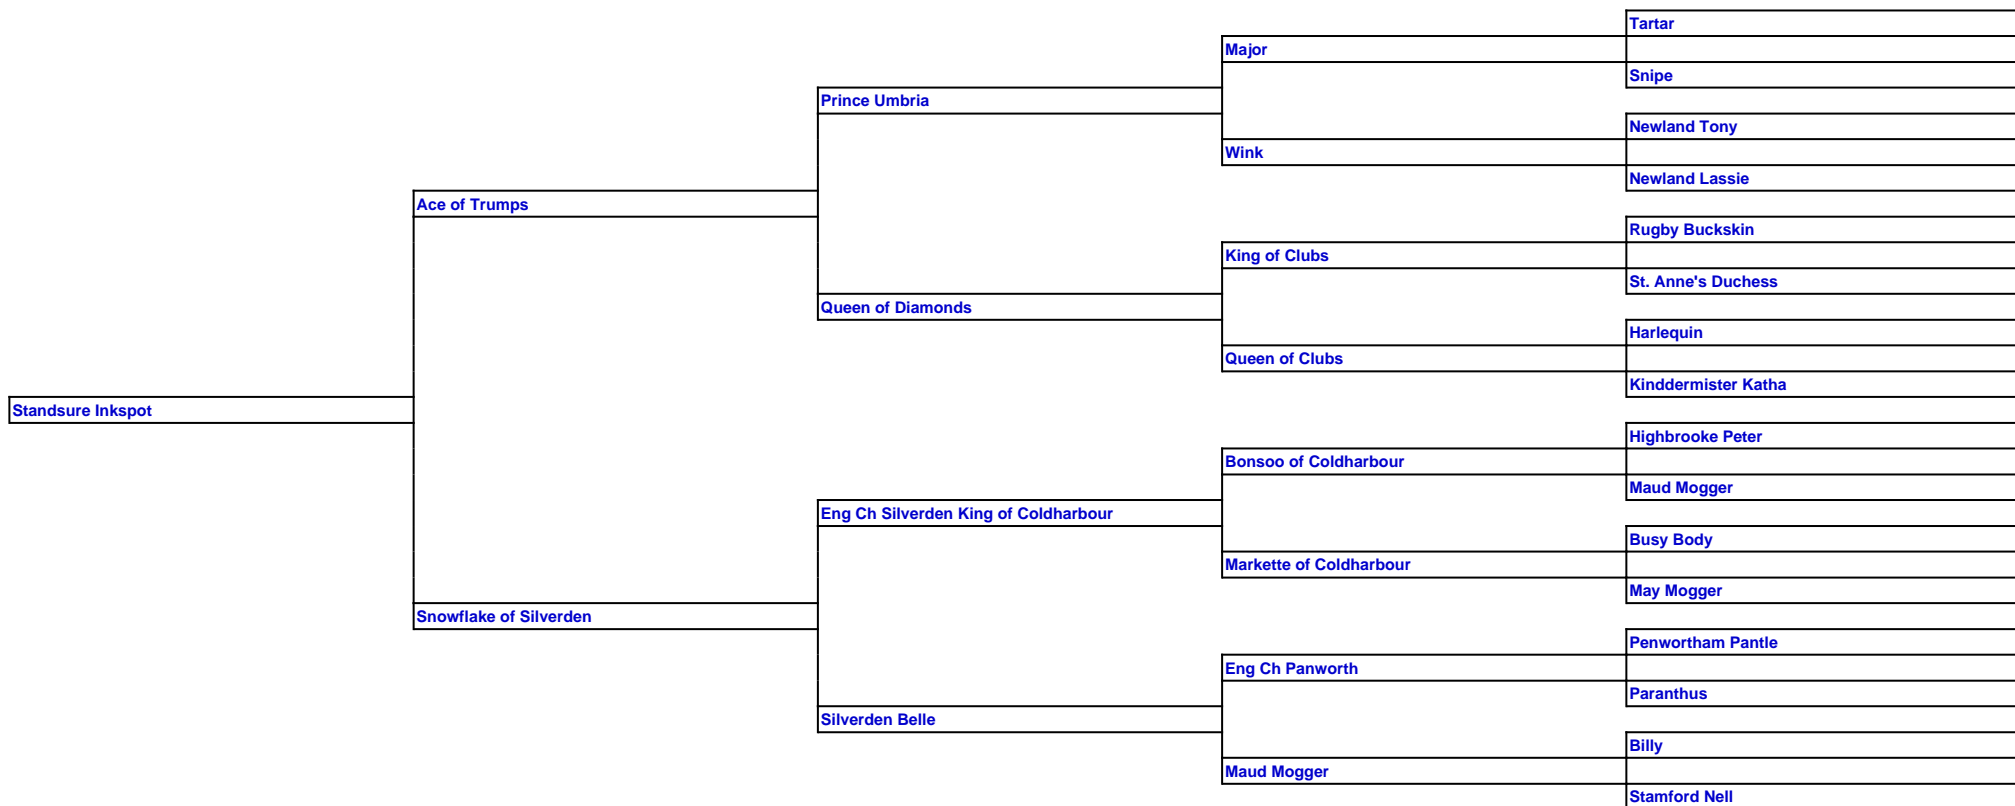 Tartar
Major
Snipe
Prince Umbria
Newland Tony
Wink
Newland Lassie
Ace of Trumps
Rugby Buckskin
King of Clubs
St. Anne's Duchess
Queen of Diamonds
Harlequin
Queen of Clubs
Kinddermister Katha
Standsure Inkspot
Highbrooke Peter
Bonsoo of Coldharbour
Maud Mogger
Eng Ch Silverden King of Coldharbour
Busy Body
Markette of Coldharbour
May Mogger
Snowflake of Silverden
Penwortham Pantle
Eng Ch Panworth
Paranthus
Silverden Belle
Billy
Maud Mogger
Stamford Nell